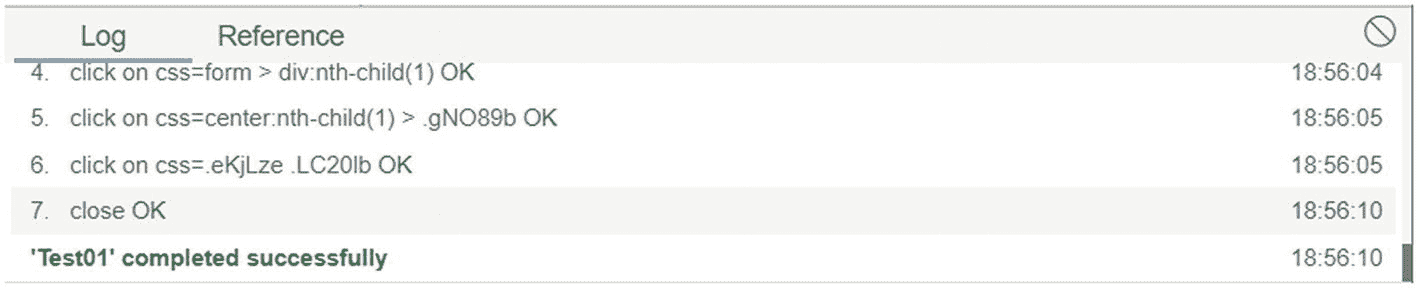 Log Reference
4. click on css=form > div:nth-child(1) OK 18:56:04
5. click on css=center:nth-child(1) > .gNO89b OK 18:56:05
6. click on css=.eKjLze .LC20lb OK 18:56:05
7. close OK 18:56:10
'Test01' completed successfully 18:56:10